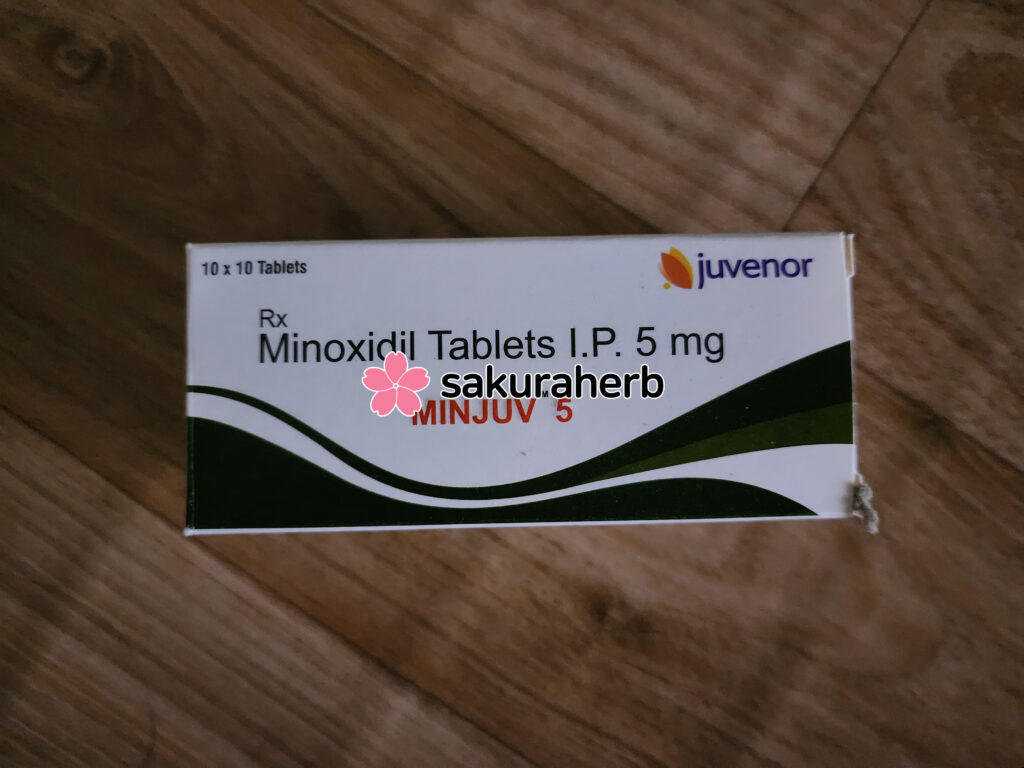 10 x 10 Tablets
juvenor
Rx
Minoxidil Tablets I.P. 5 mg
sakuraherb
MINJUV 5